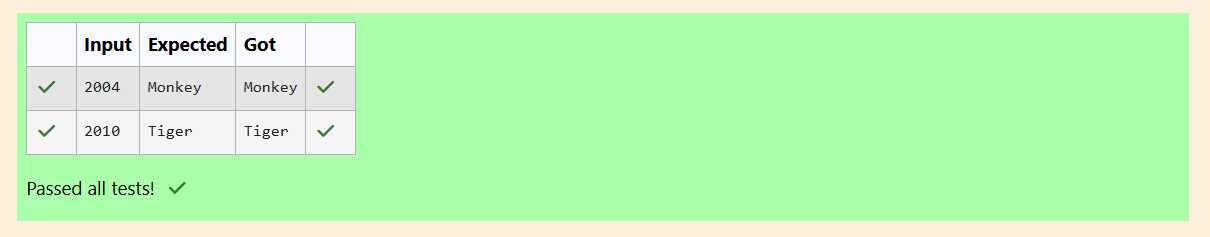 Input Expected Got
2004 Monkey Monkey
2010 Tiger Tiger
Passed all tests!